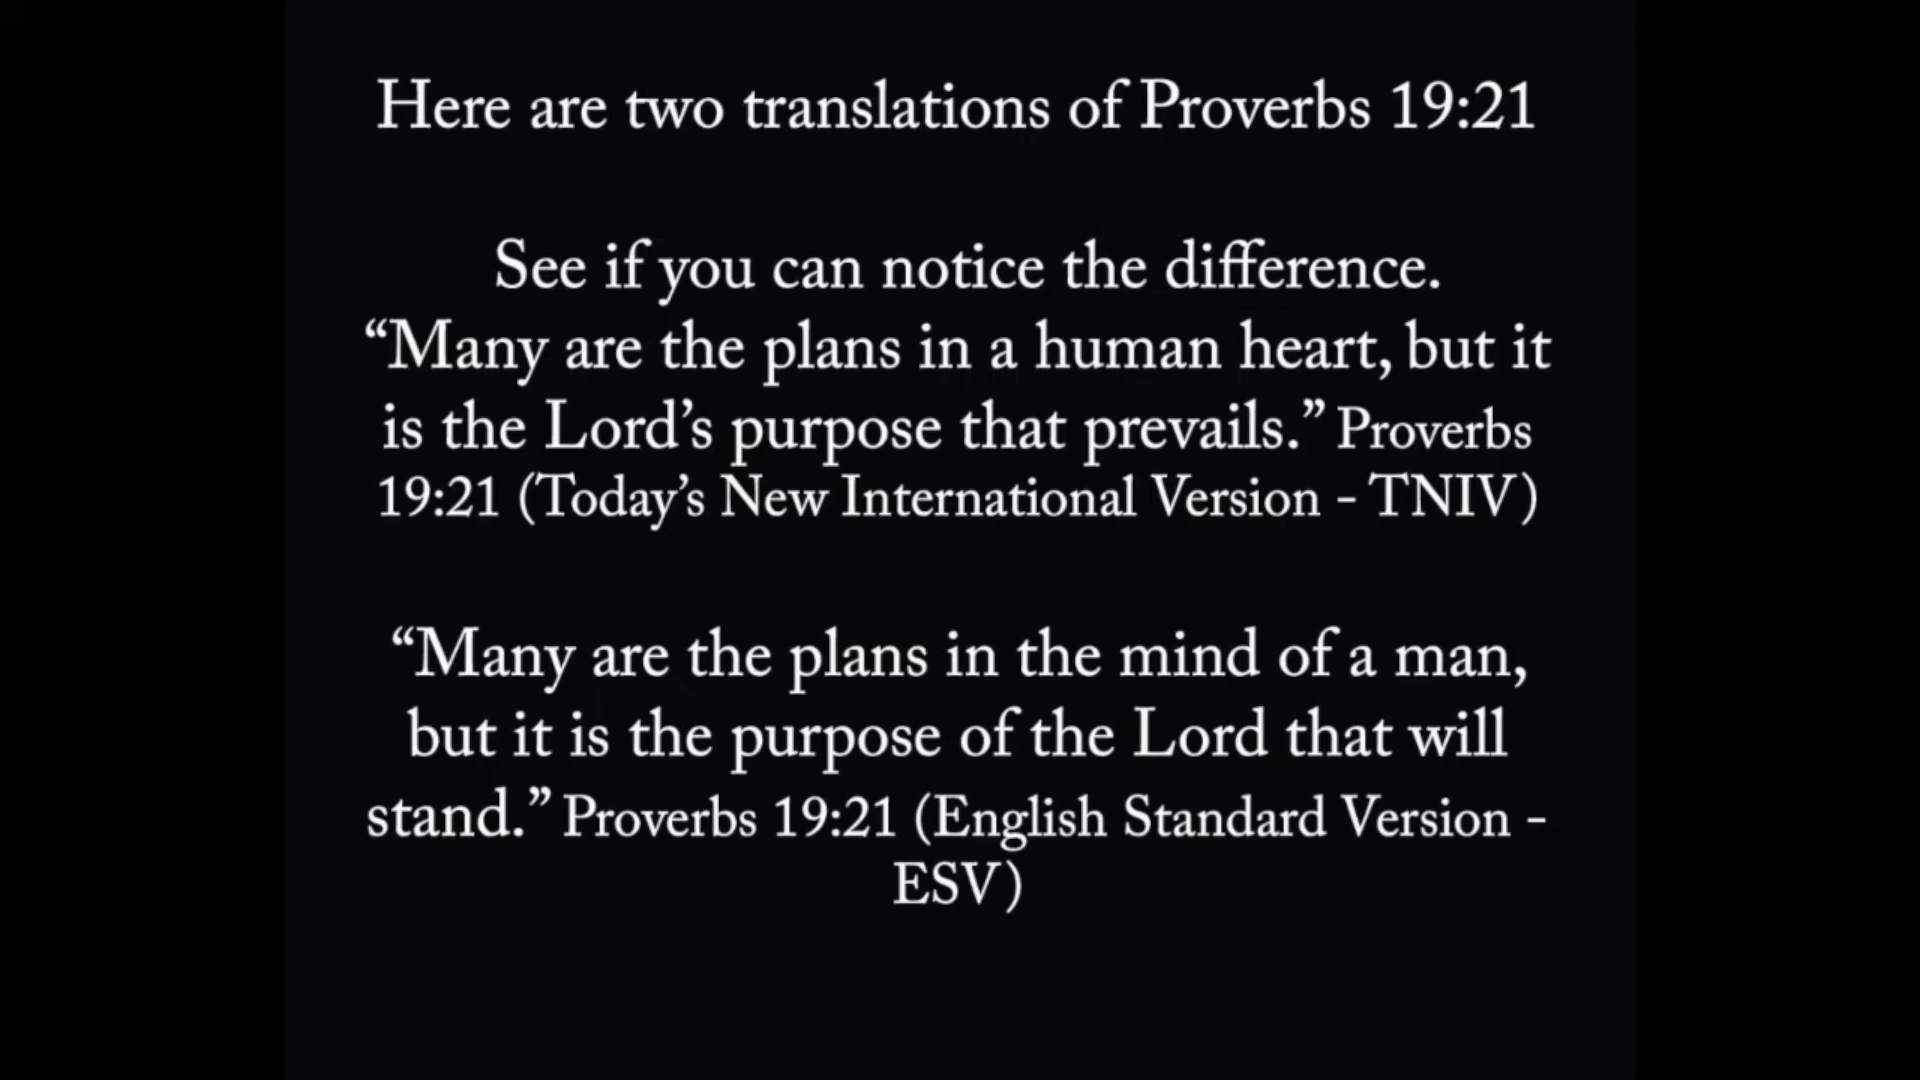 Here are two translations of Proverbs 19:21
See if you can notice the difference.
“Many are the plans in a human heart, but it
is the Lord’s purpose that prevails.” Proverbs
19:21 (Today’s New International Version - TNIV)
“Many are the plans in the mind of a man,
but it is the purpose of the Lord that will
stand.” Proverbs 19:21 (English Standard Version -
ESV)